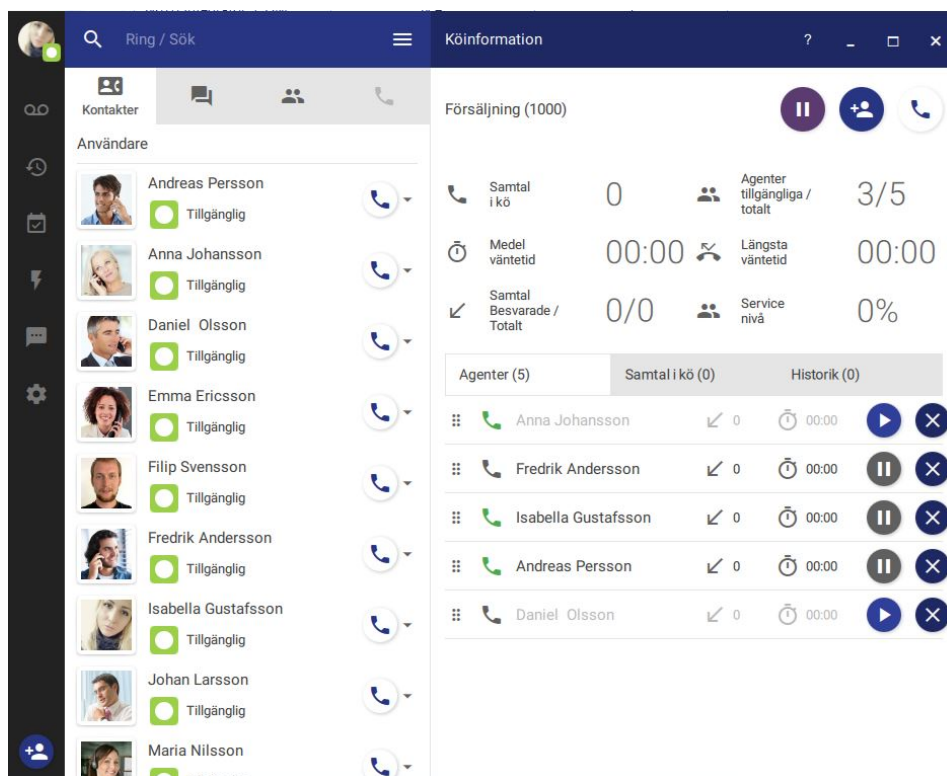 Ring / Sök
Kontakter
Användare
Andreas Persson
Tillgänglig
Anna Johansson
Tillgänglig
Daniel Olsson
Tillgänglig
Emma Ericsson
Tillgänglig
Filip Svensson
Tillgänglig
Fredrik Andersson
Tillgänglig
Isabella Gustafsson
Tillgänglig
Johan Larsson
Tillgänglig
Maria Nilsson
Köinformation ?
Försäljning (1000)
Samtal
i kö
0
Agenter
tillgängliga /
totalt
3/5
Medel
väntetid
00:00
Längsta
väntetid
00:00
Samtal
Besvarade /
Totalt
0/0
Service
nivå
0%
Agenter (5) Samtal i kö (0) Historik (0)
Anna Johansson 0 00:00
Fredrik Andersson 0 00:00
Isabella Gustafsson 0 00:00
Andreas Persson 0 00:00
Daniel Olsson 0 00:00